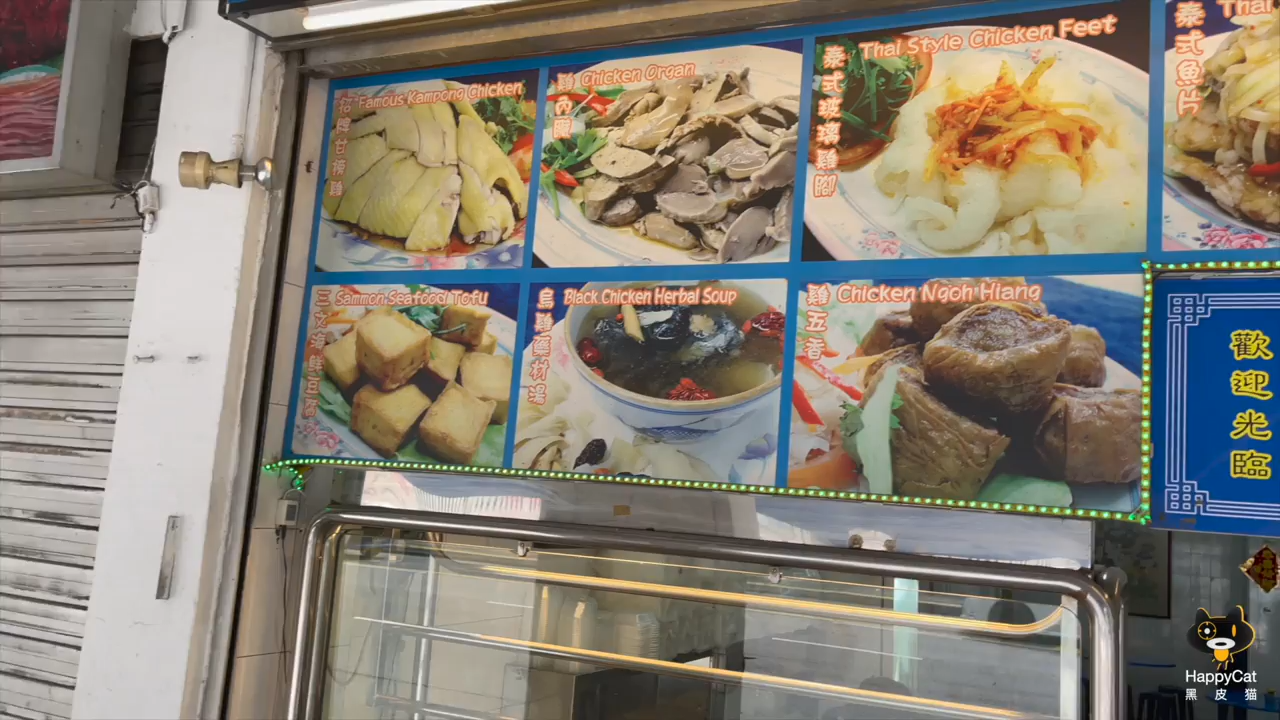 招牌甘榜雞
Famous Kampong Chicken
雞內臟
Chicken Organ
泰式玻璃雞腳
Thai Style Chicken Feet
泰式魚片
Thai
三文海鮮豆腐
Sammon Seafood Tofu
烏雞藥材湯
Black Chicken Herbal Soup
雞五香
Chicken Ngoh Hiang
歡迎光臨
HappyCat
黑皮猫